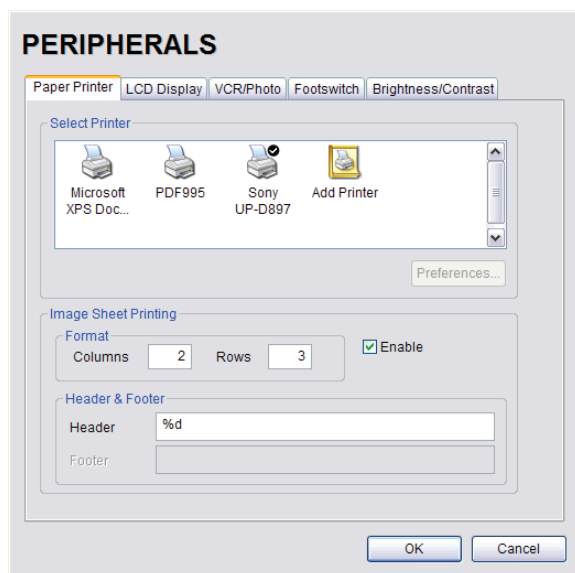 PERIPHERALS
Paper Printer LCD Display VCR/Photo Footswitch Brightness/Contrast
Select Printer
Microsoft XPS Doc...
PDF995
Sony UP-D897
Add Printer
Preferences...
Image Sheet Printing
Format
Columns 2 Rows 3
Enable
Header & Footer
Header %d
Footer
OK Cancel